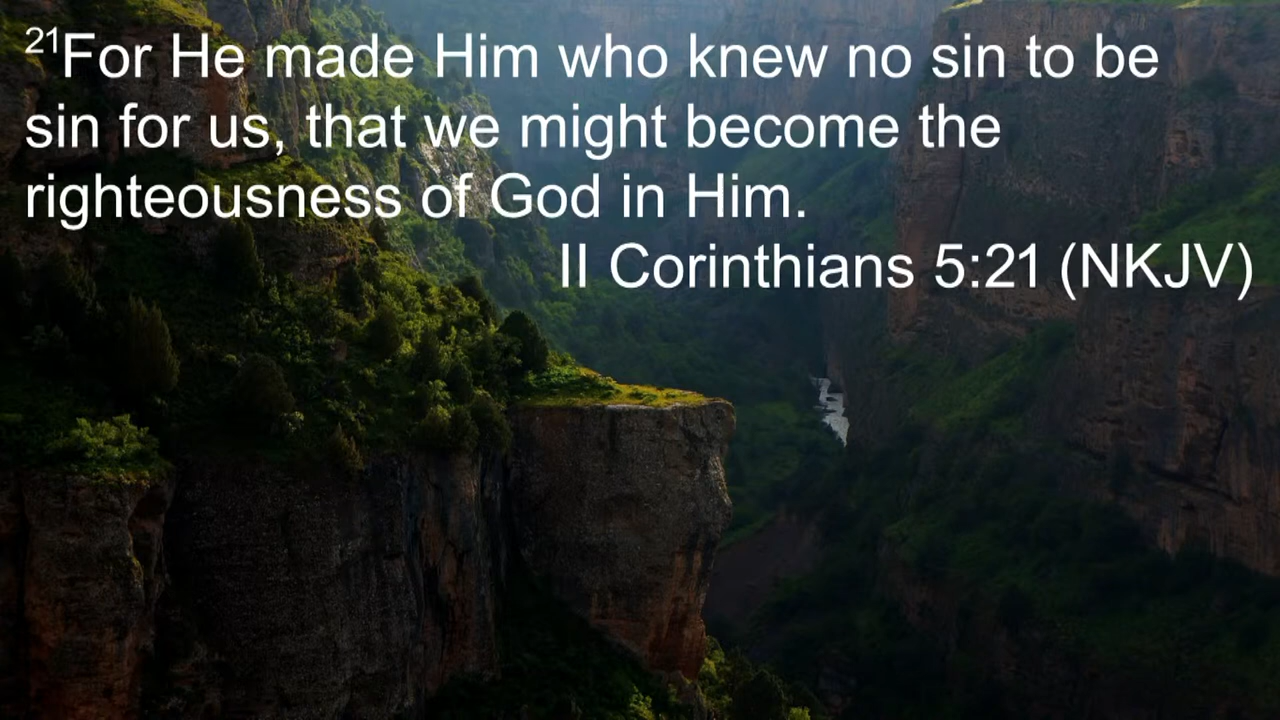 21For He made Him who knew no sin to be
sin for us, that we might become the
righteousness of God in Him.
II Corinthians 5:21 (NKJV)